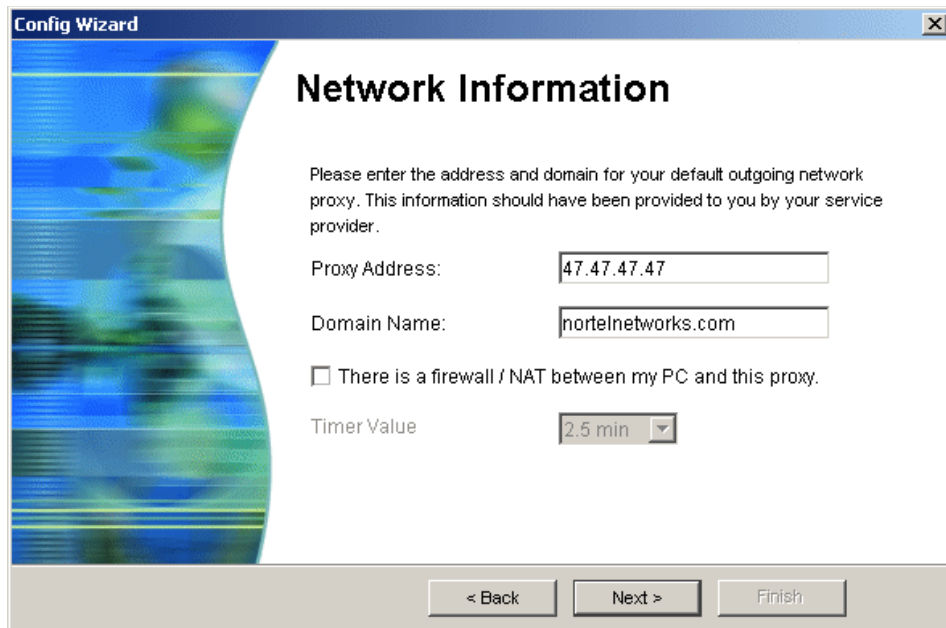 Config Wizard
Network Information
Please enter the address and domain for your default outgoing network
proxy. This information should have been provided to you by your service
provider.
Proxy Address: 47.47.47.47
Domain Name: nortelnetworks.com
There is a firewall / NAT between my PC and this proxy.
Timer Value 2.5 min
< Back Next > Finish